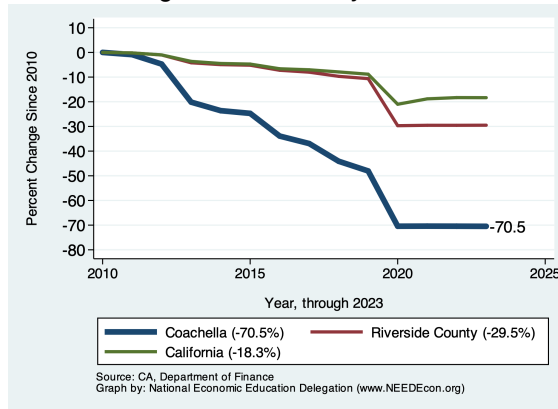 Percent Change Since 2010
10
0
-10
-20
-30
-40
-50
-60
-70
-80
-70.5
2010
2015
2020
2025
Year, through 2023
Coachella (-70.5%)
Riverside County (-29.5%)
California (-18.3%)
Source: CA, Department of Finance
Graph by: National Economic Education Delegation (www.NEEDEcon.org)